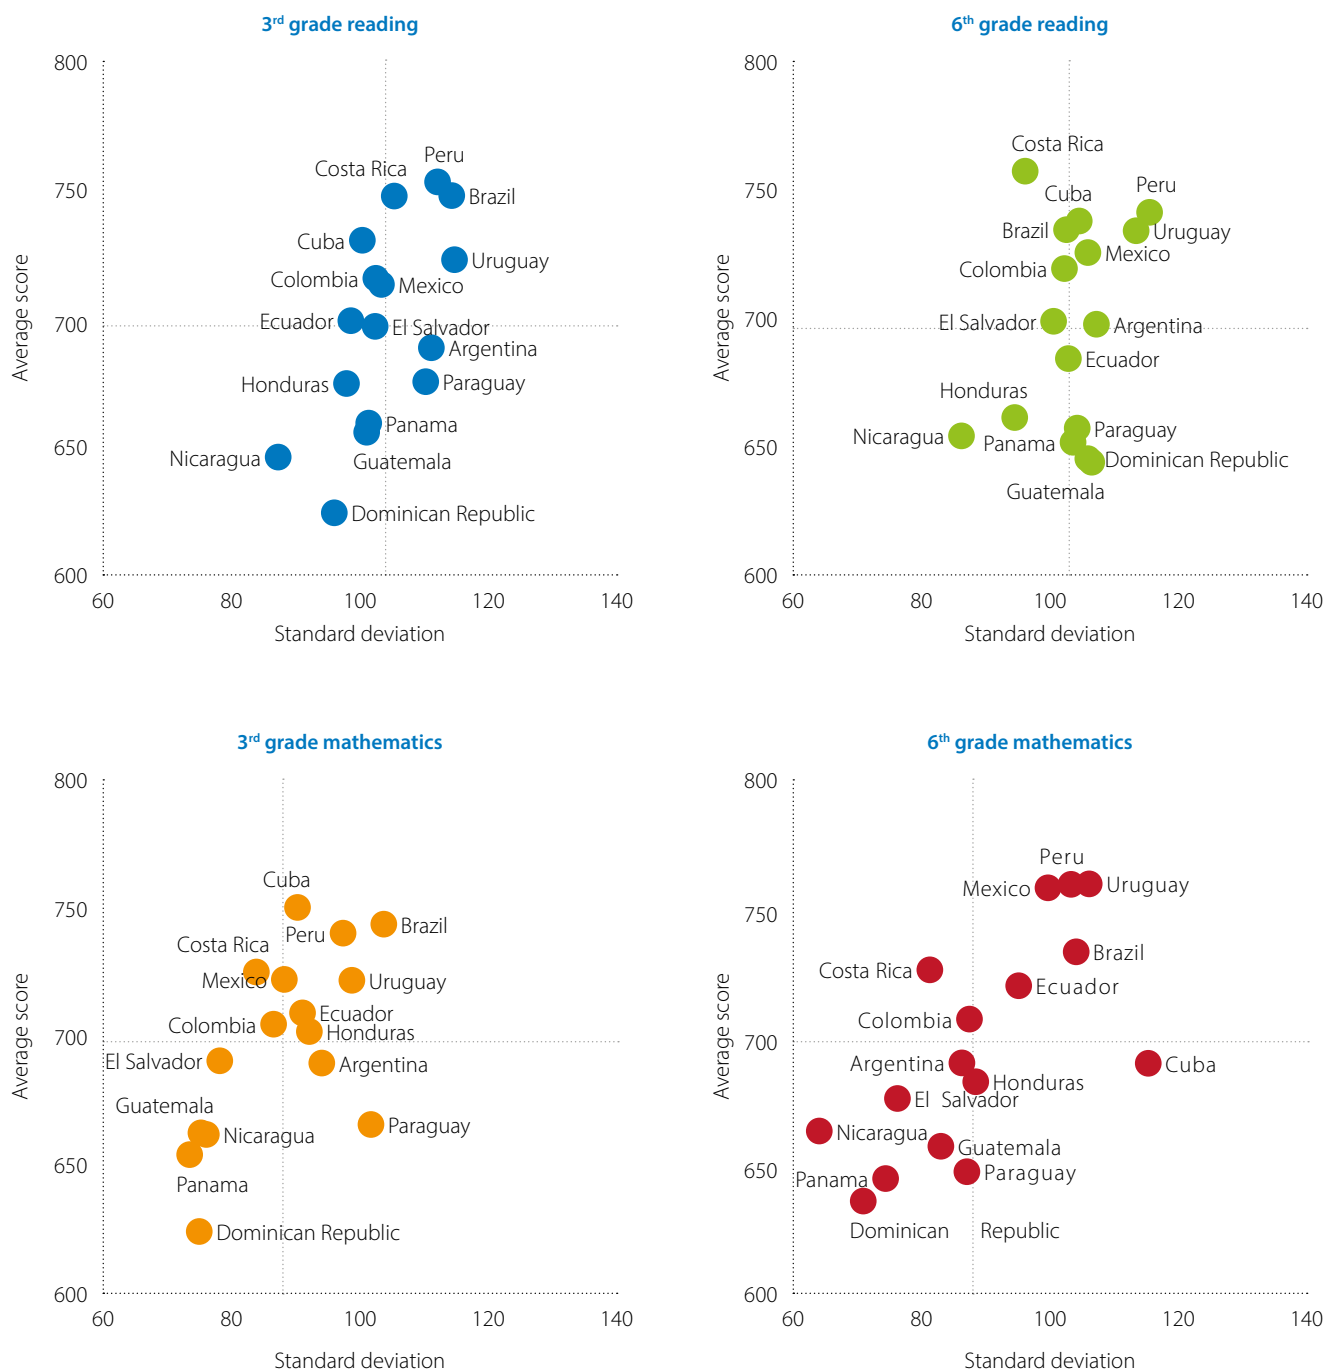 3rd grade reading
800
750
700
650
600
60 80 100 120 140
Average score
Standard deviation
Peru
Costa Rica
Brazil
Cuba
Uruguay
Colombia
Mexico
Ecuador
El Salvador
Argentina
Honduras
Paraguay
Panama
Nicaragua
Guatemala
Dominican Republic
6th grade reading
800
750
700
650
600
60 80 100 120 140
Average score
Standard deviation
Costa Rica
Peru
Cuba
Brazil
Uruguay
Mexico
Colombia
El Salvador
Argentina
Ecuador
Honduras
Nicaragua
Paraguay
Panama
Dominican Republic
Guatemala
3rd grade mathematics
800
750
700
650
600
60 80 100 120 140
Average score
Standard deviation
Cuba
Brazil
Peru
Costa Rica
Mexico
Uruguay
Ecuador
Colombia
Honduras
El Salvador
Argentina
Guatemala
Paraguay
Nicaragua
Panama
Dominican Republic
6th grade mathematics
800
750
700
650
600
60 80 100 120 140
Average score
Standard deviation
Peru
Mexico
Uruguay
Brazil
Costa Rica
Ecuador
Colombia
Argentina
Cuba
Honduras
El Salvador
Nicaragua
Guatemala
Paraguay
Panama
Dominican Republic